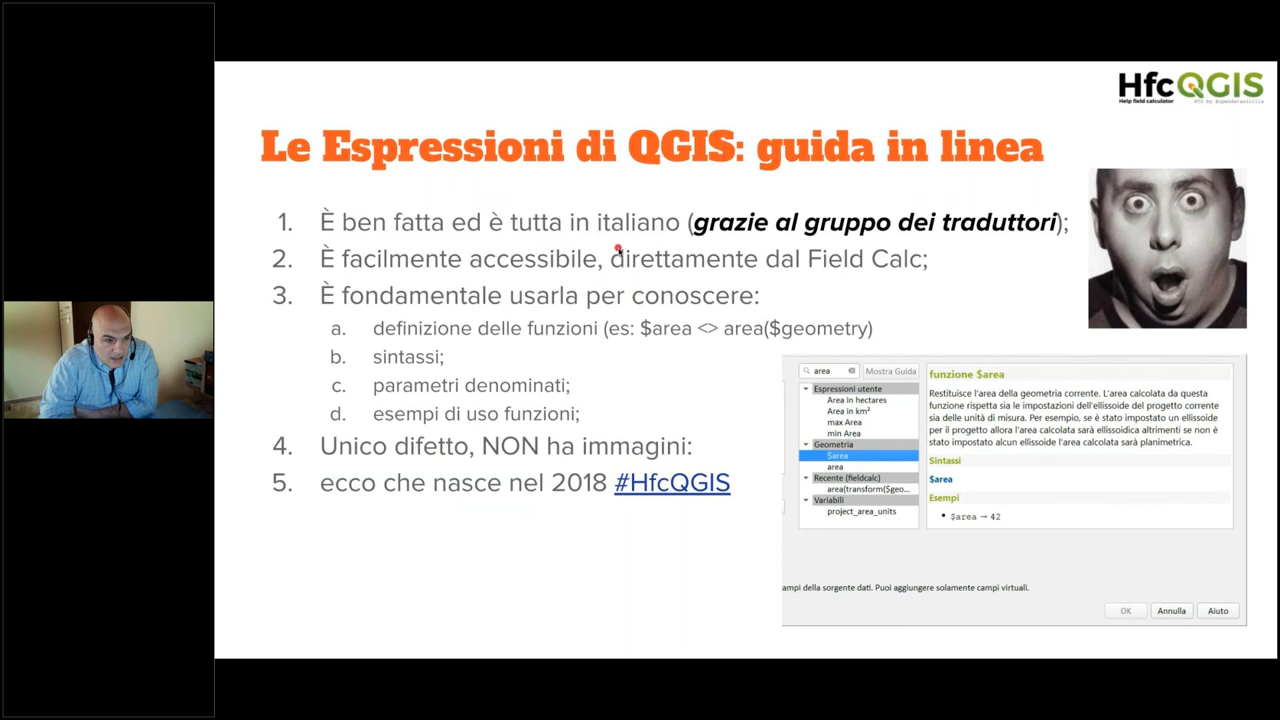 HfcQGIS
Help field calculator
Le Espressioni di QGIS: guida in linea
1. È ben fatta ed è tutta in italiano (grazie al gruppo dei traduttori);
2. È facilmente accessibile, direttamente dal Field Calc;
3. È fondamentale usarla per conoscere:
a. definizione delle funzioni (es: $area <> area($geometry)
b. sintassi;
c. parametri denominati;
d. esempi di uso funzioni;
4. Unico difetto, NON ha immagini:
5. ecco che nasce nel 2018 #HfcQGIS
area
Mostra Guida
Espressioni utente
Area in hectares
Area in km²
max Area
min Area
Geometria
$area
area
Recente (fieldcalc)
area(transform($geo...
Variabili
project_area_units
funzione $area
Restituisce l'area della geometria corrente. L'area calcolata da questa
funzione rispetta sia le impostazioni dell'ellissoide del progetto corrente
sia delle unità di misura. Per esempio, se è stato impostato un ellissoide
per il progetto allora l'area calcolata sarà ellissoidica altrimenti se non è
stato impostato alcun ellissoide l'area calcolata sarà planimetrica.
Sintassi
$area
Esempi
• $area → 42
ampi della sorgente dati. Puoi aggiungere solamente campi virtuali.
OK
Annulla
Aiuto